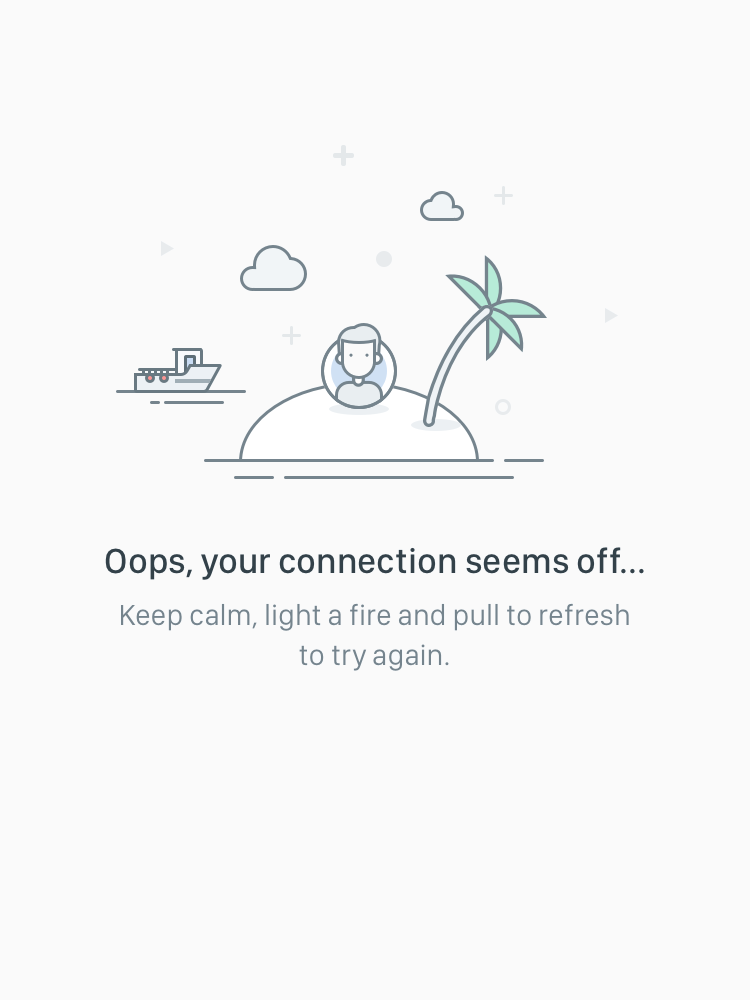 Oops, your connection seems off...
Keep calm, light a fire and pull to refresh
to try again.